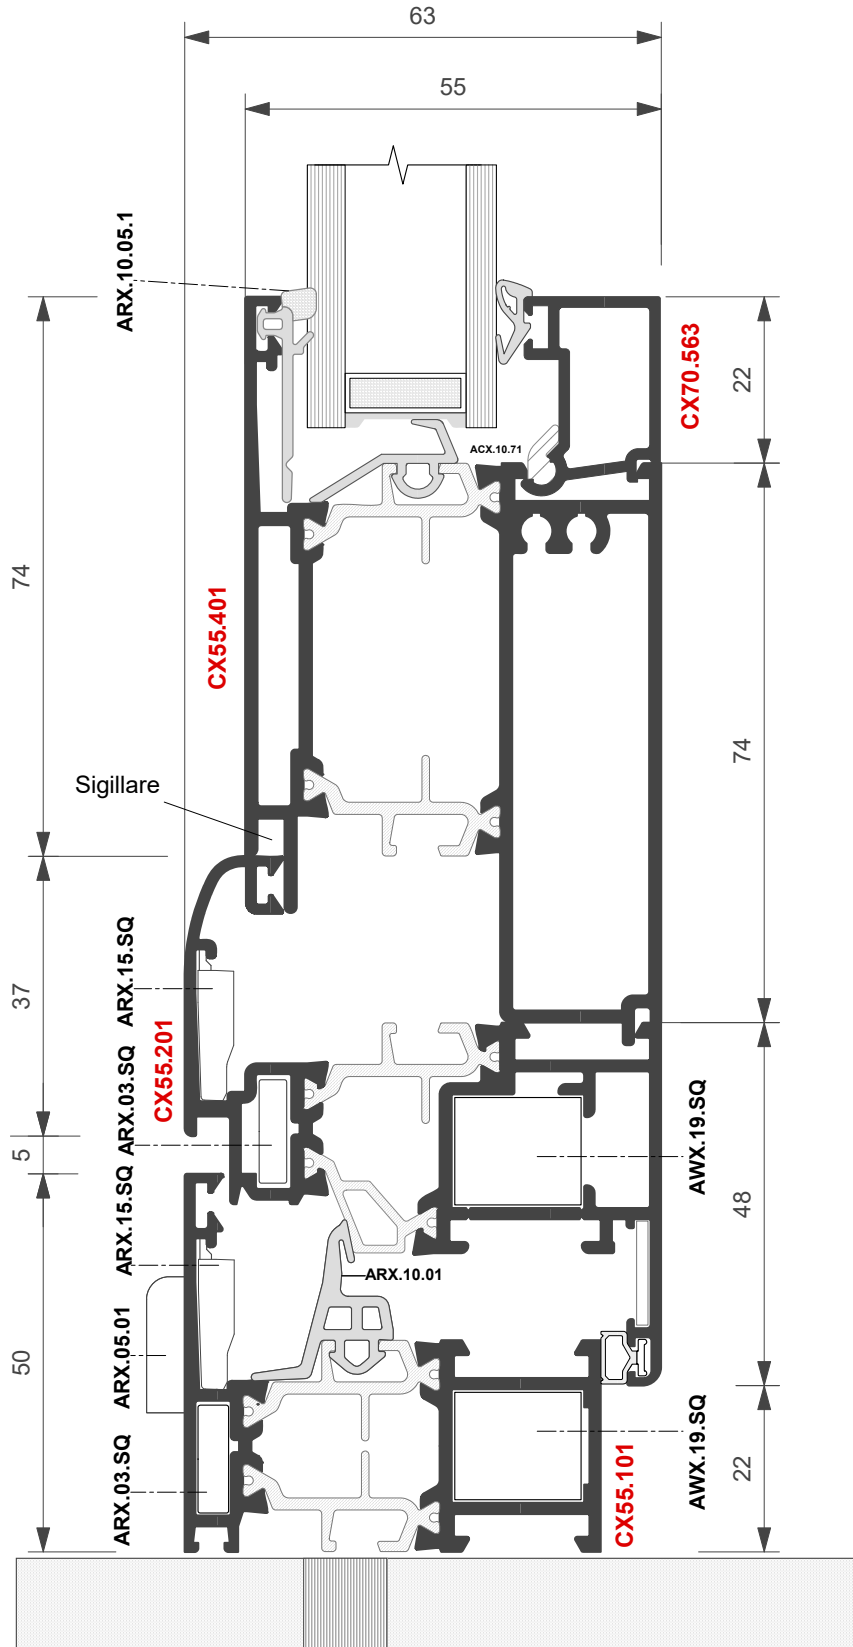 63
55
ARX.10.05.1
CX70.563
22
ACX.10.71
74
CX55.401
74
Sigillare
ARX.15.SQ
37
CX55.201
ARX.03.SQ
AWX.19.SQ
5
ARX.15.SQ
48
ARX.10.01
ARX.05.01
50
ARX.03.SQ
AWX.19.SQ
CX55.101
22